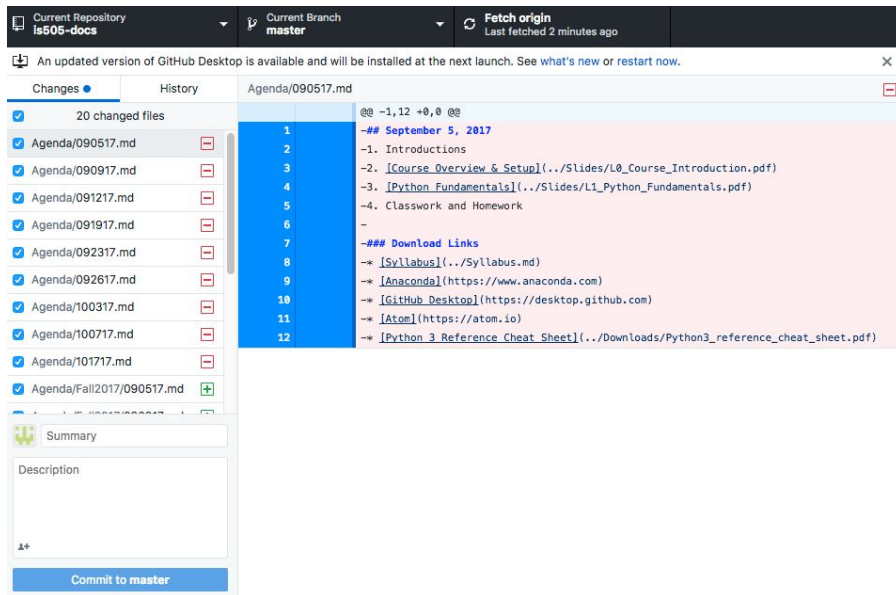 Current Repository
is505-docs
Current Branch
master
Fetch origin
Last fetched 2 minutes ago
An updated version of GitHub Desktop is available and will be installed at the next launch. See what's new or restart now.
Changes
History
Agenda/090517.md
20 changed files
Agenda/090517.md
Agenda/090917.md
Agenda/091217.md
Agenda/091917.md
Agenda/092317.md
Agenda/092617.md
Agenda/100317.md
Agenda/100717.md
Agenda/101717.md
Agenda/Fall2017/090517.md
@@ -1,12 +0,0 @@
1 -## September 5, 2017
2 -1. Introductions
3 -2. [Course Overview & Setup](../Slides/L0_Course_Introduction.pdf)
4 -3. [Python Fundamentals](../Slides/L1_Python_Fundamentals.pdf)
5 -4. Classwork and Homework
6 -
7 -### Download Links
8 -* [Syllabus](../Syllabus.md)
9 -* [Anaconda](https://www.anaconda.com)
10 -* [GitHub Desktop](https://desktop.github.com)
11 -* [Atom](https://atom.io)
12 -* [Python 3 Reference Cheat Sheet](../Downloads/Python3_reference_cheat_sheet.pdf)
Summary
Description
Commit to master